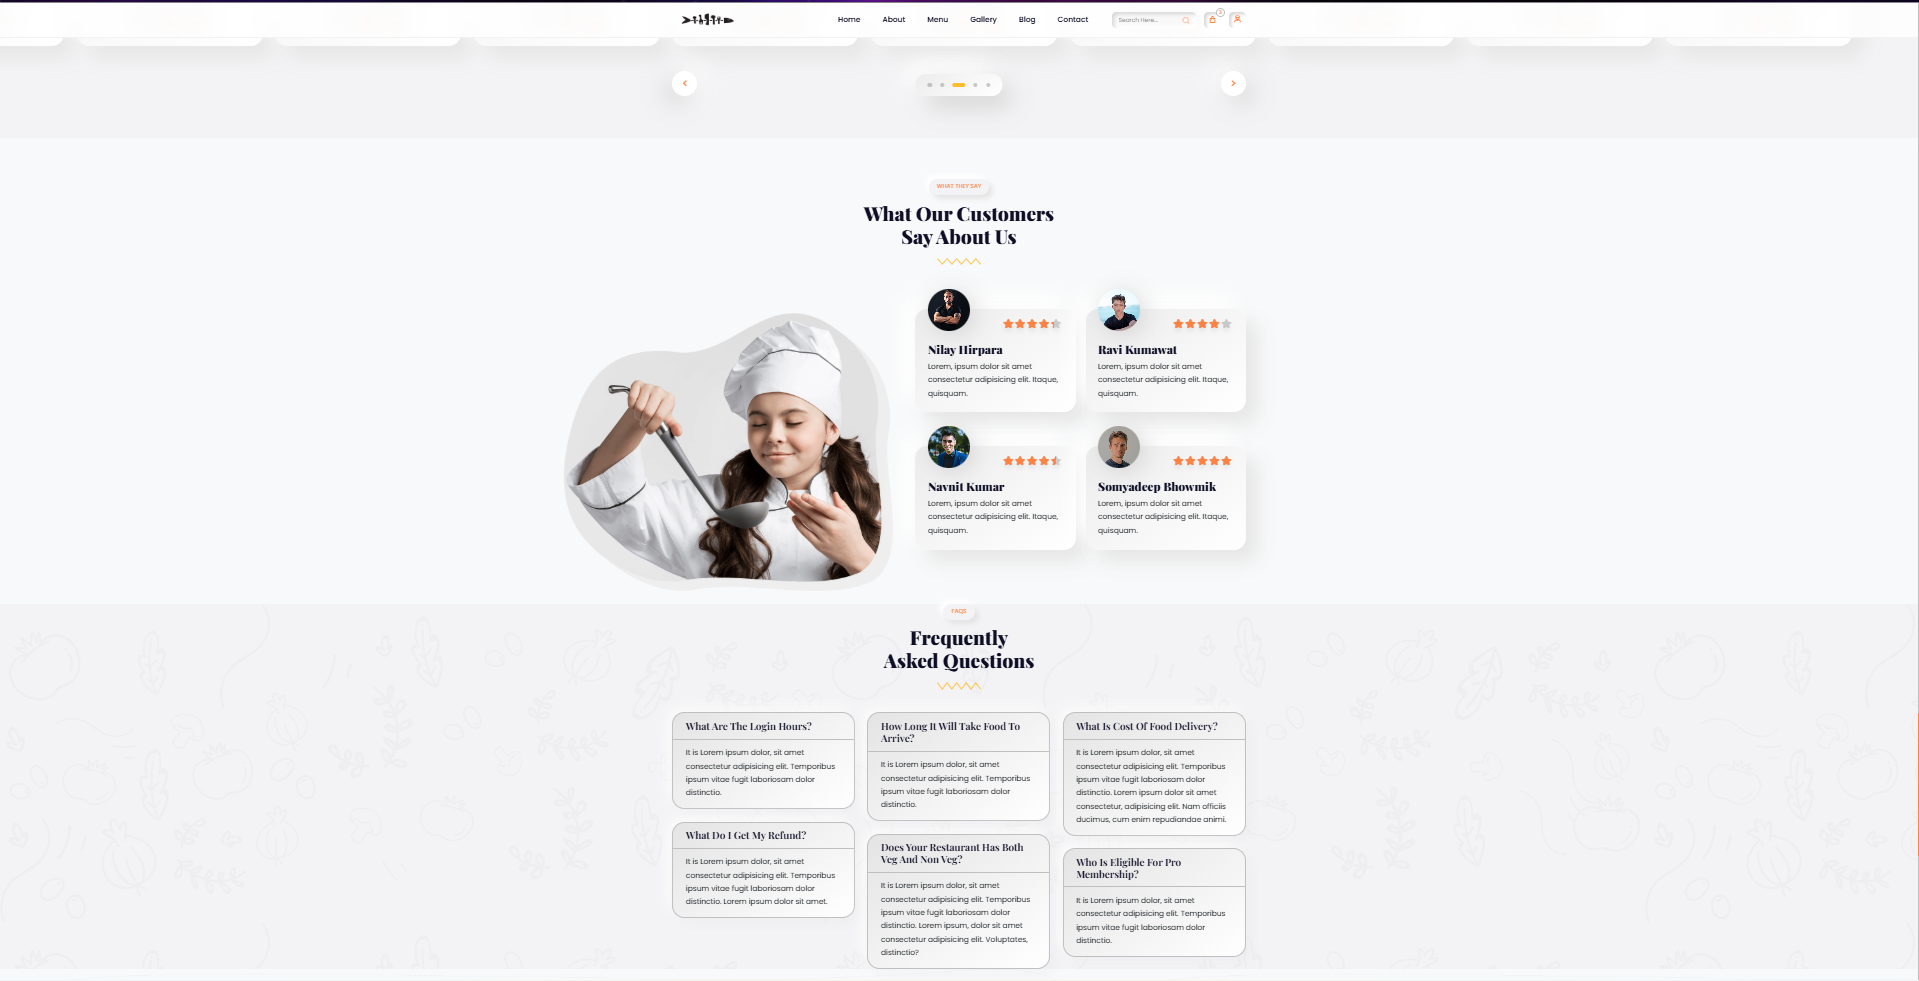 Home About Menu Gallery Blog Contact Search Here...
WHAT THEY SAY
What Our Customers
Say About Us
Nilay Hirpara
Lorem, ipsum dolor sit amet
consectetur adipisicing elit. Itaque,
quisquam.
Ravi Kumawat
Lorem, ipsum dolor sit amet
consectetur adipisicing elit. Itaque,
quisquam.
Navnit Kumar
Lorem, ipsum dolor sit amet
consectetur adipisicing elit. Itaque,
quisquam.
Somyadeep Bhowmik
Lorem, ipsum dolor sit amet
consectetur adipisicing elit. Itaque,
quisquam.
FAQS
Frequently
Asked Questions
What Are The Login Hours?
It is Lorem ipsum dolor, sit amet
consectetur adipisicing elit. Temporibus
ipsum vitae fugit laboriosam dolor
distinctio.
What Do I Get My Refund?
It is Lorem ipsum dolor, sit amet
consectetur adipisicing elit. Temporibus
ipsum vitae fugit laboriosam dolor
distinctio. Lorem ipsum dolor sit amet.
How Long It Will Take Food To
Arrive?
It is Lorem ipsum dolor, sit amet
consectetur adipisicing elit. Temporibus
ipsum vitae fugit laboriosam dolor
distinctio.
Does Your Restaurant Has Both
Veg And Non Veg?
It is Lorem ipsum dolor, sit amet
consectetur adipisicing elit. Temporibus
ipsum vitae fugit laboriosam dolor
distinctio. Lorem ipsum, dolor sit amet
consectetur adipisicing elit. Voluptates,
distinctio?
What Is Cost Of Food Delivery?
It is Lorem ipsum dolor, sit amet
consectetur adipisicing elit. Temporibus
ipsum vitae fugit laboriosam dolor
distinctio. Lorem ipsum dolor sit amet
consectetur, adipisicing elit. Nam officiis
ducimus, cum enim repudiandae animi.
Who Is Eligible For Pro
Membership?
It is Lorem ipsum dolor, sit amet
consectetur adipisicing elit. Temporibus
ipsum vitae fugit laboriosam dolor
distinctio.